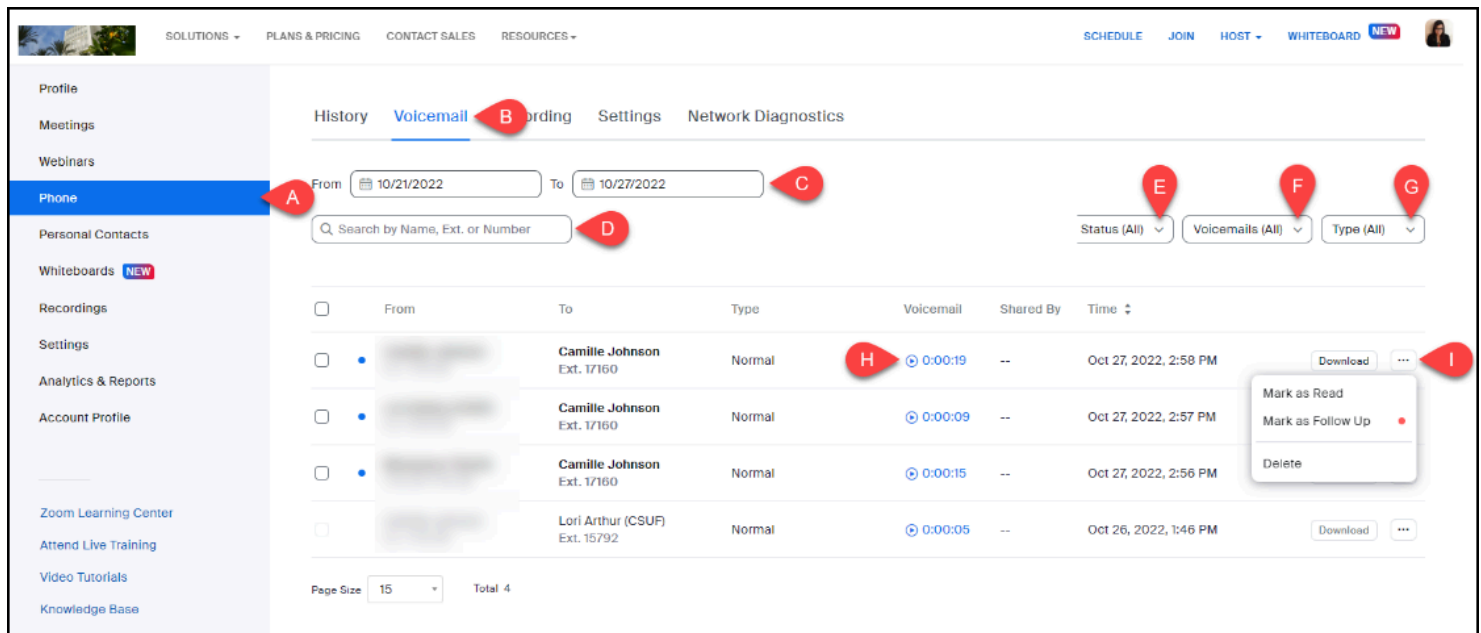 SOLUTIONS PLANS & PRICING CONTACT SALES RESOURCES SCHEDULE JOIN HOST WHITEBOARD NEW
Profile
Meetings
Webinars
Phone
Personal Contacts
Whiteboards NEW
Recordings
Settings
Analytics & Reports
Account Profile
Zoom Learning Center
Attend Live Training
Video Tutorials
Knowledge Base
A
History Voicemail B ording Settings Network Diagnostics
From 10/21/2022 To 10/27/2022 C
Search by Name, Ext. or Number D
E F G
Status (All) Voicemails (All) Type (All)
From To Type Voicemail Shared By Time
Camille Johnson
Ext. 17160 Normal H 0:00:19 -- Oct 27, 2022, 2:58 PM Download ... I
Mark as Read
Mark as Follow Up
Delete
Camille Johnson
Ext. 17160 Normal 0:00:09 -- Oct 27, 2022, 2:57 PM
Camille Johnson
Ext. 17160 Normal 0:00:15 -- Oct 27, 2022, 2:56 PM
Lori Arthur (CSUF)
Ext. 15792 Normal 0:00:05 -- Oct 26, 2022, 1:46 PM Download ...
Page Size 15 Total 4